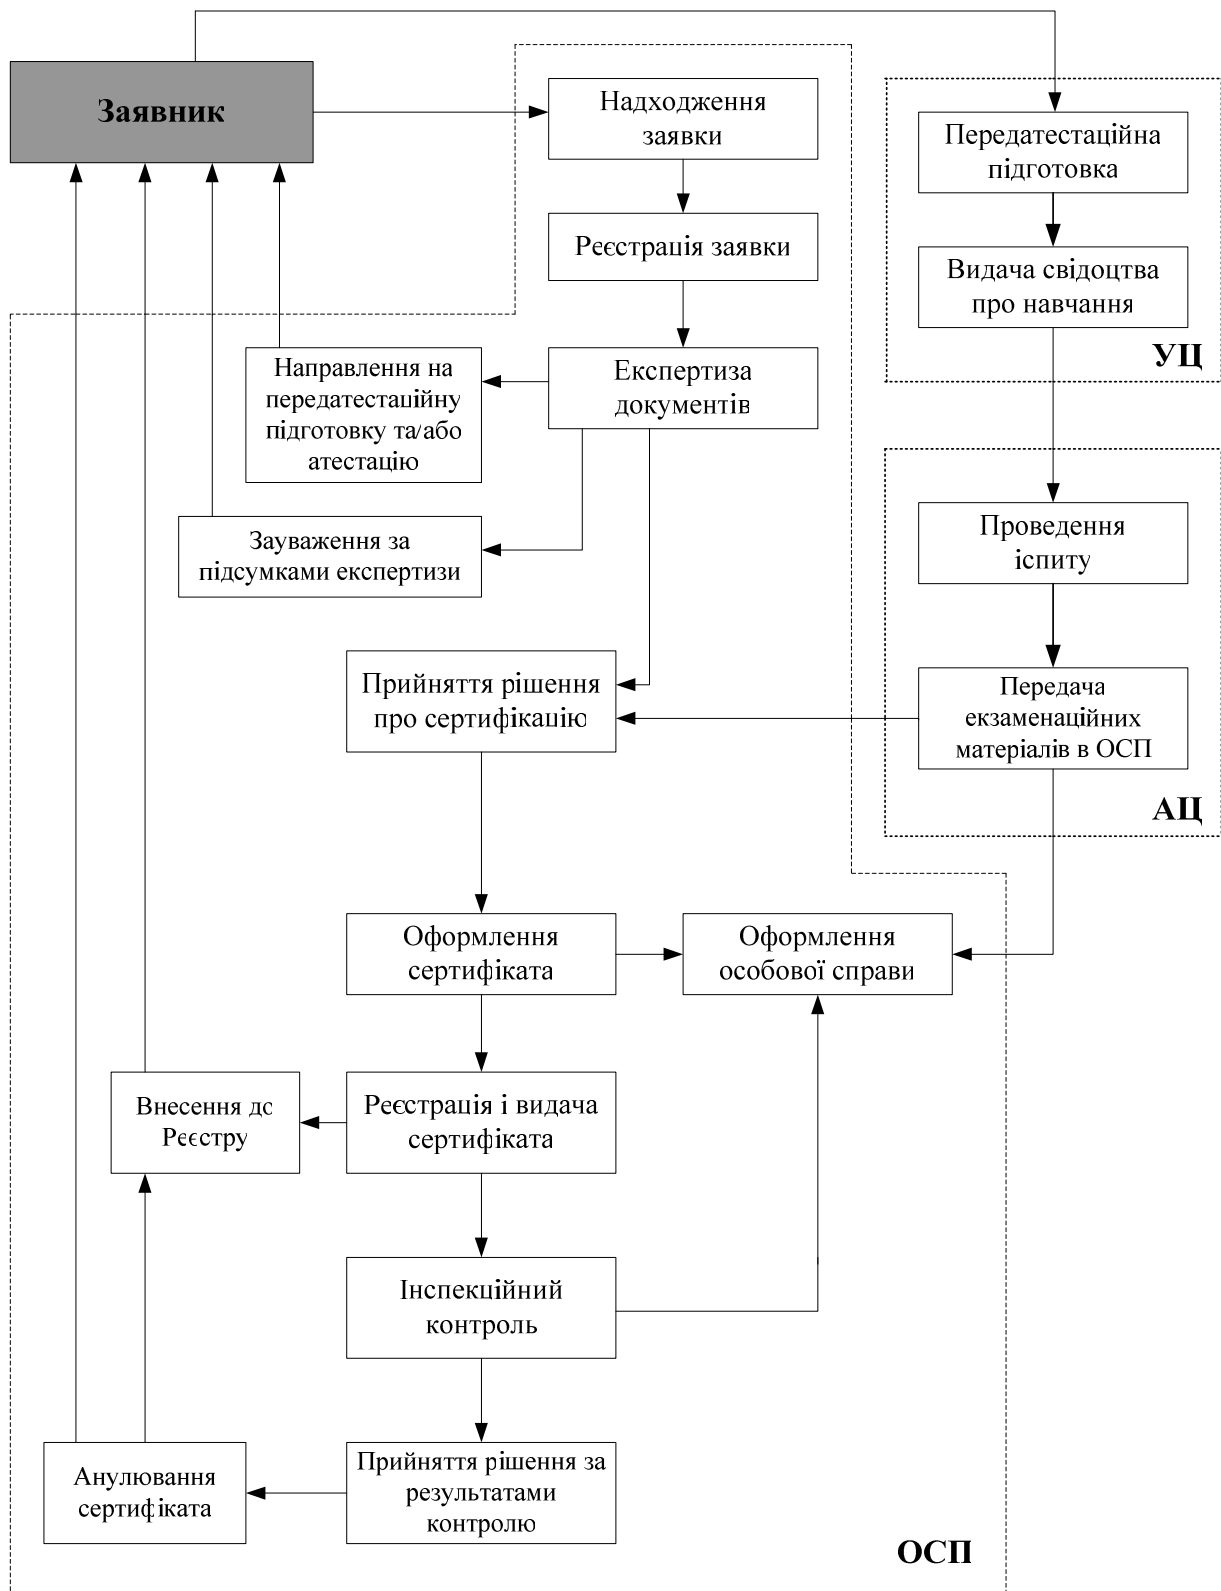 Заявник
Надходження
заявки
Передатестаційна
підготовка
Реєстрація заявки
Видача свідоцтва
про навчання
УЦ
Направлення на
передатестаційну
підготовку та/або
атестацію
Експертиза
документів
Зауваження за
підсумками експертизи
Проведення
іспиту
Прийняття рішення
про сертифікацію
Передача
екзаменаційних
матеріалів в ОСП
АЦ
Оформлення
сертифіката
Оформлення
особової справи
Внесення до
Реєстру
Реєстрація і видача
сертифіката
Інспекційний
контроль
Анулювання
сертифіката
Прийняття рішення за
результатами
контролю
ОСП